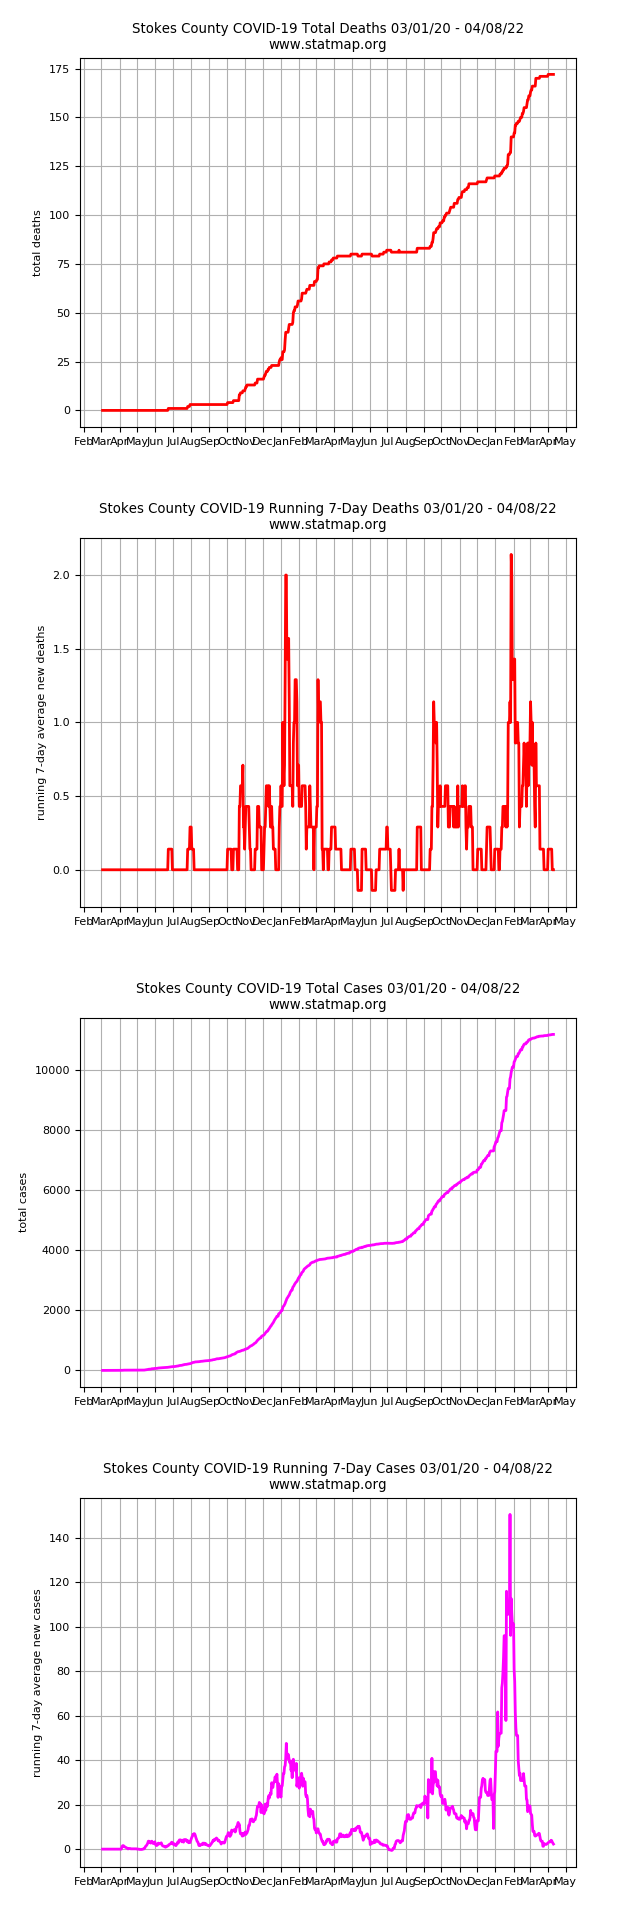 Stokes County COVID-19 Total Deaths 03/01/20 - 04/08/22
www.statmap.org
175
150
125
100
75
50
25
0
total deaths
Feb Mar Apr May Jun Jul Aug Sep Oct Nov Dec Jan Feb Mar Apr May Jun Jul Aug Sep Oct Nov Dec Jan Feb Mar Apr May
Stokes County COVID-19 Running 7-Day Deaths 03/01/20 - 04/08/22
www.statmap.org
2.0
1.5
1.0
0.5
0.0
running 7-day average new deaths
Feb Mar Apr May Jun Jul Aug Sep Oct Nov Dec Jan Feb Mar Apr May Jun Jul Aug Sep Oct Nov Dec Jan Feb Mar Apr May
Stokes County COVID-19 Total Cases 03/01/20 - 04/08/22
www.statmap.org
10000
8000
6000
4000
2000
0
total cases
Feb Mar Apr May Jun Jul Aug Sep Oct Nov Dec Jan Feb Mar Apr May Jun Jul Aug Sep Oct Nov Dec Jan Feb Mar Apr May
Stokes County COVID-19 Running 7-Day Cases 03/01/20 - 04/08/22
www.statmap.org
140
120
100
80
60
40
20
0
running 7-day average new cases
Feb Mar Apr May Jun Jul Aug Sep Oct Nov Dec Jan Feb Mar Apr May Jun Jul Aug Sep Oct Nov Dec Jan Feb Mar Apr May